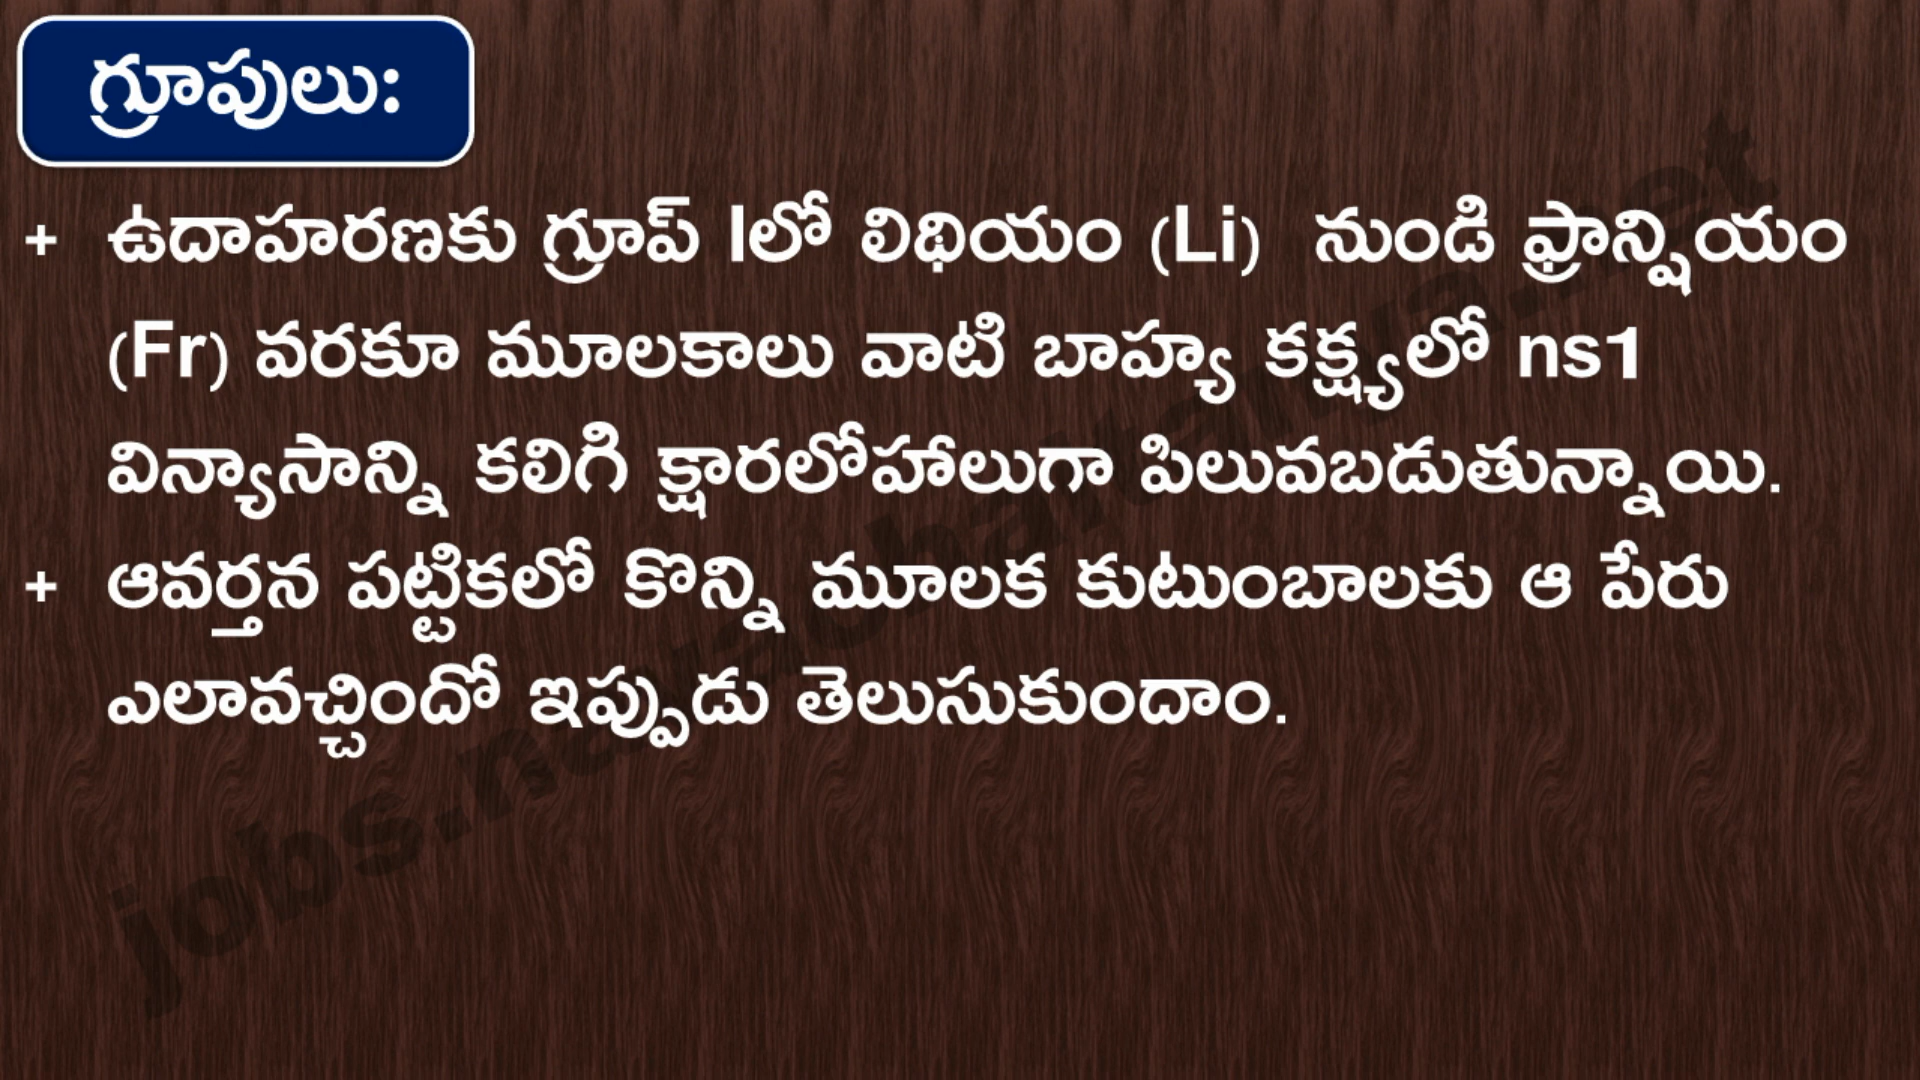 గ్రూపులు:
+ ఉదాహరణకు గ్రూప్ Iలో లిథియం (Li) నుండి ఫ్రాన్షియం
(Fr) వరకూ మూలకాలు వాటి బాహ్య కక్ష్యలో ns1
విన్యాసాన్ని కలిగి క్షారలోహాలుగా పిలువబడుతున్నాయి.
+ ఆవర్తన పట్టికలో కొన్ని మూలక కుటుంబాలకు ఆ పేరు
ఎలావచ్చిందో ఇప్పుడు తెలుసుకుందాం.